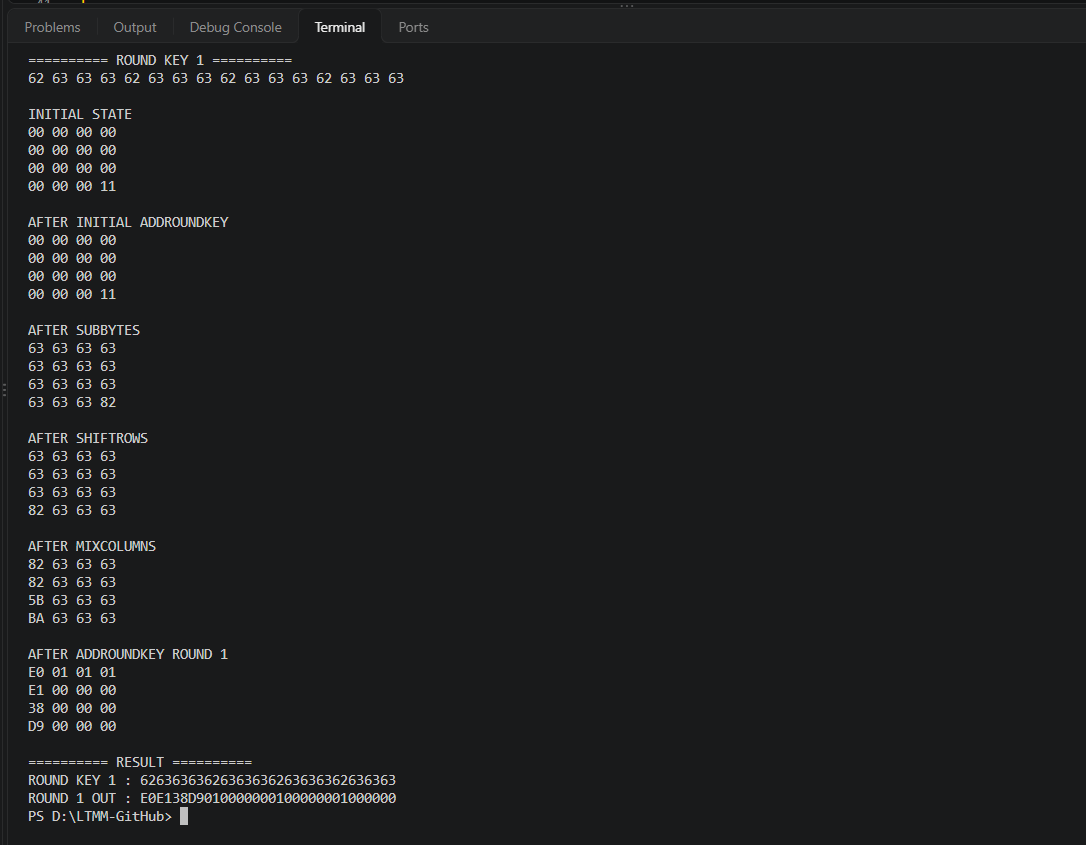 Problems Output Debug Console Terminal Ports
========== ROUND KEY 1 ==========
62 63 63 63 62 63 63 63 62 63 63 63 62 63 63 63
INITIAL STATE
00 00 00 00
00 00 00 00
00 00 00 00
00 00 00 11
AFTER INITIAL ADDROUNDKEY
00 00 00 00
00 00 00 00
00 00 00 00
00 00 00 11
AFTER SUBBYTES
63 63 63 63
63 63 63 63
63 63 63 63
63 63 63 82
AFTER SHIFTROWS
63 63 63 63
63 63 63 63
63 63 63 63
82 63 63 63
AFTER MIXCOLUMNS
82 63 63 63
82 63 63 63
5B 63 63 63
BA 63 63 63
AFTER ADDROUNDKEY ROUND 1
E0 01 01 01
E1 00 00 00
38 00 00 00
D9 00 00 00
========== RESULT ==========
ROUND KEY 1 : 62636363626363636263636362636363
ROUND 1 OUT : E0E138D9010000000100000001000000
PS D:\LTMM-GitHub>